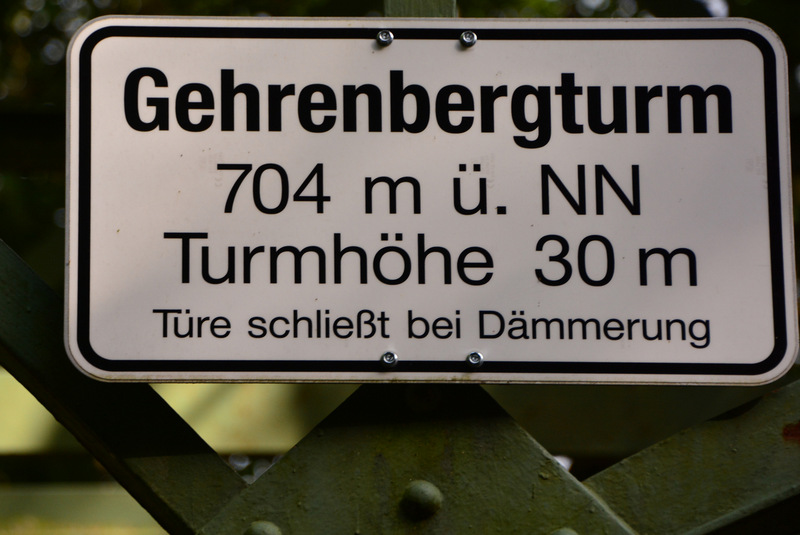 Gehrenbergturm
704 m ü. NN
Turmhöhe 30 m
Türe schließt bei Dämmerung